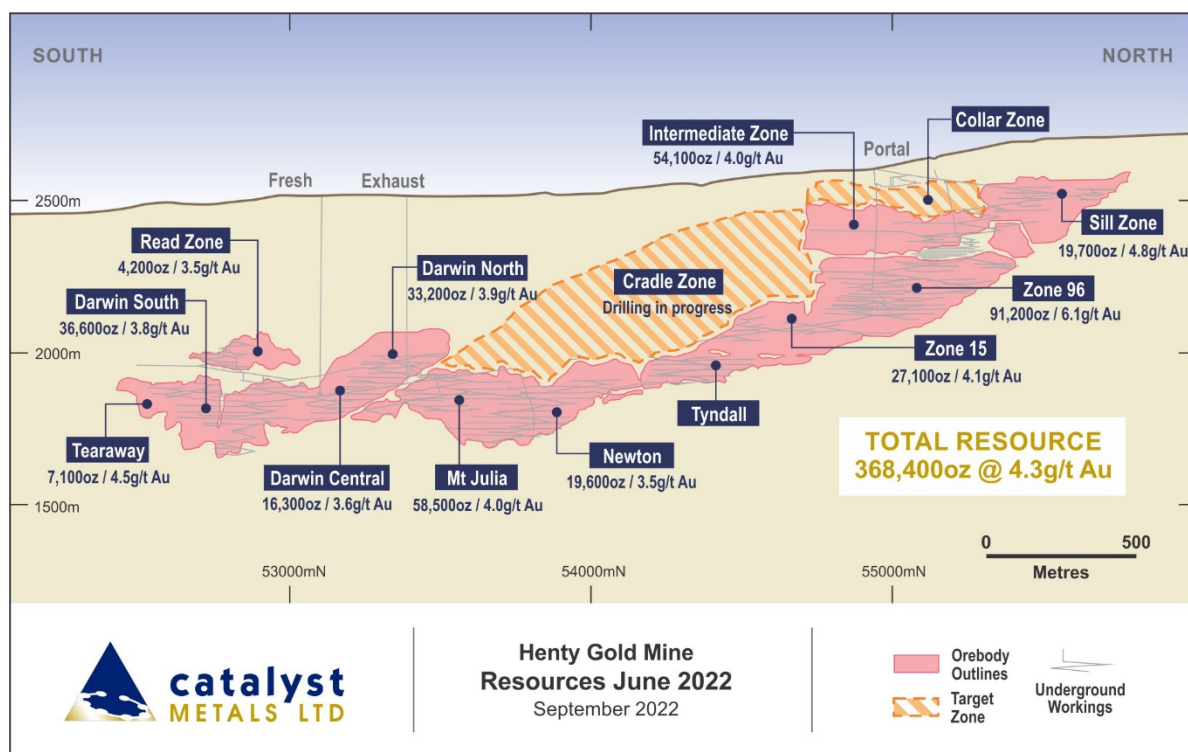 SOUTH
NORTH
Collar Zone
Intermediate Zone
54,100oz / 4.0g/t Au
Portal
Fresh
Exhaust
2500m
Sill Zone
19,700oz / 4.8g/t Au
Read Zone
4,200oz / 3.5g/t Au
Darwin North
33,200oz / 3.9g/t Au
Cradle Zone
Drilling in progress
Zone 96
91,200oz / 6.1g/t Au
Darwin South
36,600oz / 3.8g/t Au
2000m
Zone 15
27,100oz / 4.1g/t Au
Tyndall
Tearaway
7,100oz / 4.5g/t Au
Darwin Central
16,300oz / 3.6g/t Au
Mt Julia
58,500oz / 4.0g/t Au
Newton
19,600oz / 3.5g/t Au
TOTAL RESOURCE
368,400oz @ 4.3g/t Au
1500m
0 500
Metres
53000mN
54000mN
55000mN
catalyst
METALS LTD
Henty Gold Mine
Resources June 2022
September 2022
Orebody
Outlines
Target
Zone
Underground
Workings